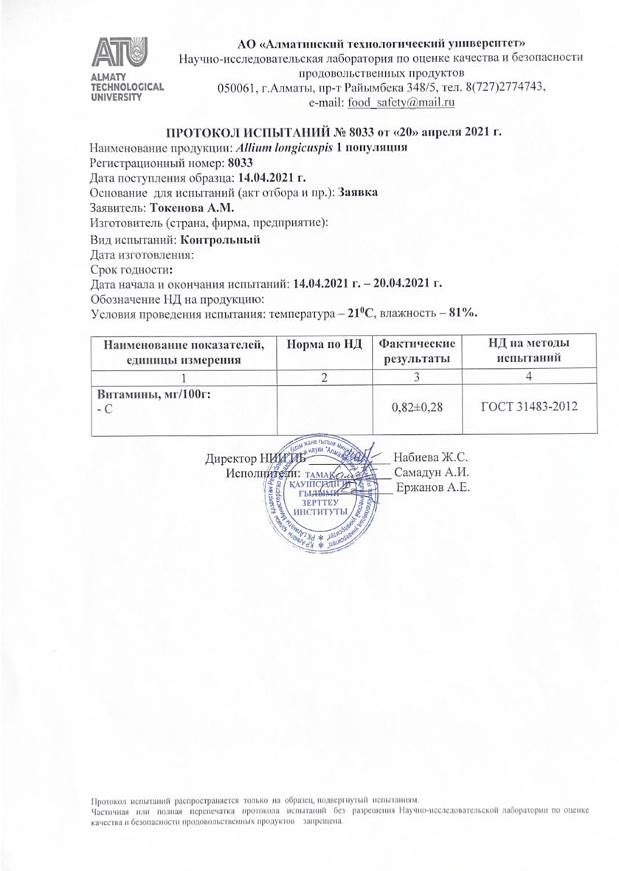 ATU
ALMATY
TECHNOLOGICAL
UNIVERSITY
АО «Алматинский технологический университет»
Научно-исследовательская лаборатория по оценке качества и безопасности
продовольственных продуктов
050061, г.Алматы, пр-т Райымбека 348/5, тел. 8(727)2774743,
e-mail: food_safety@mail.ru
ПРОТОКОЛ ИСПЫТАНИЙ № 8033 от «20» апреля 2021 г.
Наименование продукции: Allium longicuspis 1 популяция
Регистрационный номер: 8033
Дата поступления образца: 14.04.2021 г.
Основание для испытаний (акт отбора и пр.): Заявка
Заявитель: Токенова А.М.
Изготовитель (страна, фирма, предприятие):
Вид испытаний: Контрольный
Дата изготовления:
Срок годности:
Дата начала и окончания испытаний: 14.04.2021 г. – 20.04.2021 г.
Обозначение НД на продукцию:
Условия проведения испытания: температура – 21⁰С, влажность – 81%.
Наименование показателей, единицы измерения Норма по НД Фактические результаты НД на методы испытаний
1 2 3 4
Витамины, мг/100г:
- С 0,82±0,28 ГОСТ 31483-2012
Директор НИИ ПБ Набиева Ж.С.
Исполнители: Самадун А.И.
Ержанов А.Е.
ТАМАҚ
ҚАУІПСІЗДІГІ
ҒЫЛЫМИ
ЗЕРТТЕУ
ИНСТИТУТЫ
Протокол испытаний распространяется только на образец, подвергнутый испытаниям.
Частичная или полная перепечатка протокола испытаний без разрешения Научно-исследовательской лаборатории по оценке
качества и безопасности продовольственных продуктов запрещена.